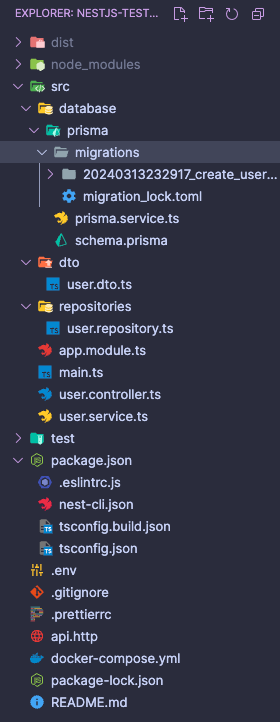 EXPLORER: NESTJS-TEST...
dist
node_modules
src
database
prisma
migrations
20240313232917_create_user...
migration_lock.toml
prisma.service.ts
schema.prisma
dto
user.dto.ts
repositories
user.repository.ts
app.module.ts
main.ts
user.controller.ts
user.service.ts
test
package.json
.eslintrc.js
nest-cli.json
tsconfig.build.json
tsconfig.json
.env
.gitignore
.prettierrc
api.http
docker-compose.yml
package-lock.json
README.md